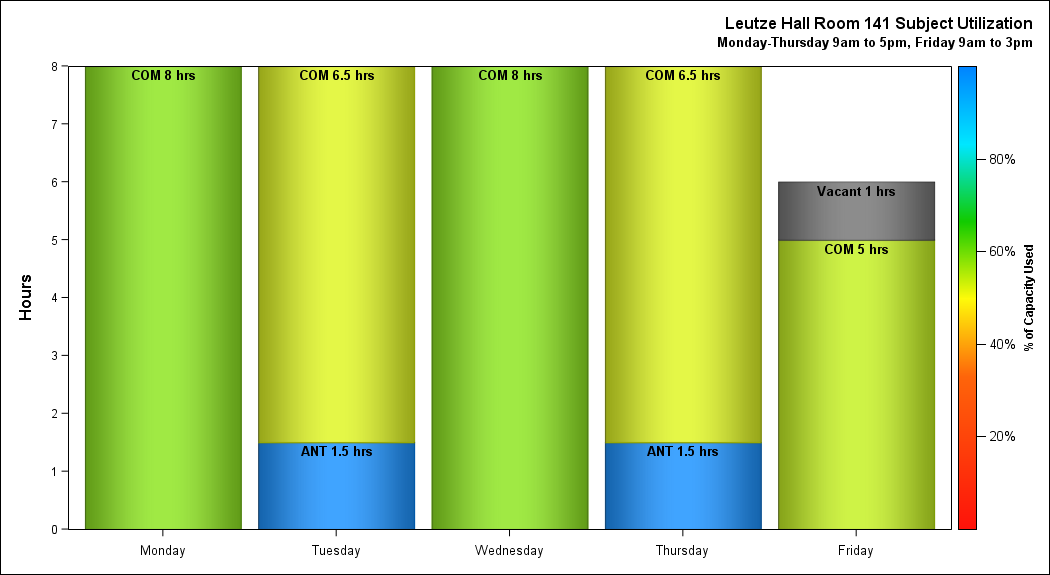 Leutze Hall Room 141 Subject Utilization
Monday-Thursday 9am to 5pm, Friday 9am to 3pm
Hours
8
7
6
5
4
3
2
1
0
COM 8 hrs
COM 6.5 hrs
COM 8 hrs
COM 6.5 hrs
Vacant 1 hrs
COM 5 hrs
ANT 1.5 hrs
ANT 1.5 hrs
Monday
Tuesday
Wednesday
Thursday
Friday
80%
60%
40%
20%
% of Capacity Used